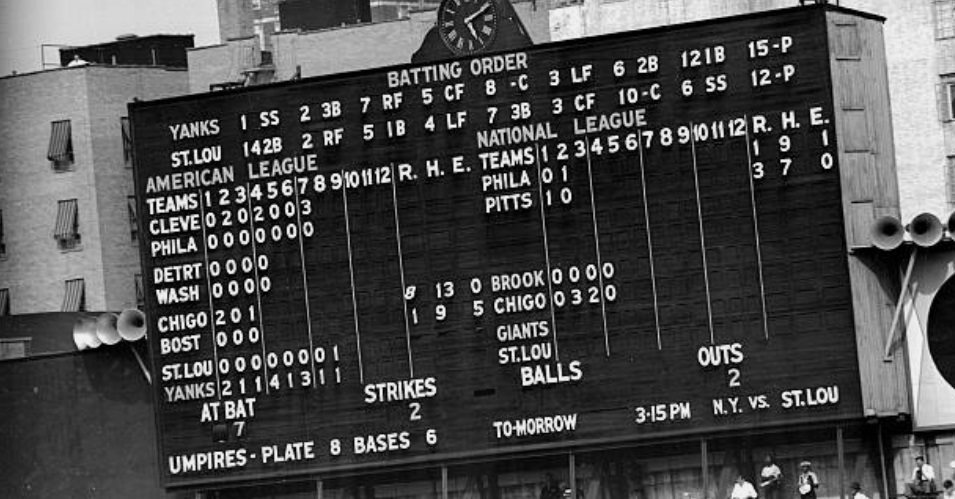 BATTING ORDER
YANKS 1 SS 2 3B 7 RF 5 CF 8 -C 3 LF 6 2B 12 1B 15-P
ST.LOU 14 2B 2 RF 5 1B 4 LF 7 3B 3 CF 10-C 6 SS 12-P
AMERICAN LEAGUE
TEAMS 1 2 3 4 5 6 7 8 9 10 11 12 R. H. E.
CLEVE 0 2 0 2 0 0 3
PHILA 0 0 0 0 0 0 0
DETRT 0 0 0 0
WASH 0 0 0 0
CHIGO 2 0 1 8 13 0
BOST 0 0 0 1 9 5
ST.LOU 0 0 0 0 0 0 0 1
YANKS 2 1 1 4 1 3 1 1
NATIONAL LEAGUE
TEAMS 1 2 3 4 5 6 7 8 9 10 11 12 R. H. E.
PHILA 0 1 1 9 1
PITTS 1 0 3 7 0
BROOK 0 0 0 0
CHIGO 0 3 2 0
GIANTS
ST.LOU
AT BAT STRIKES BALLS OUTS
7 2 2
UMPIRES - PLATE 8 BASES 6 TO-MORROW 3·15 PM N.Y. VS. ST.LOU